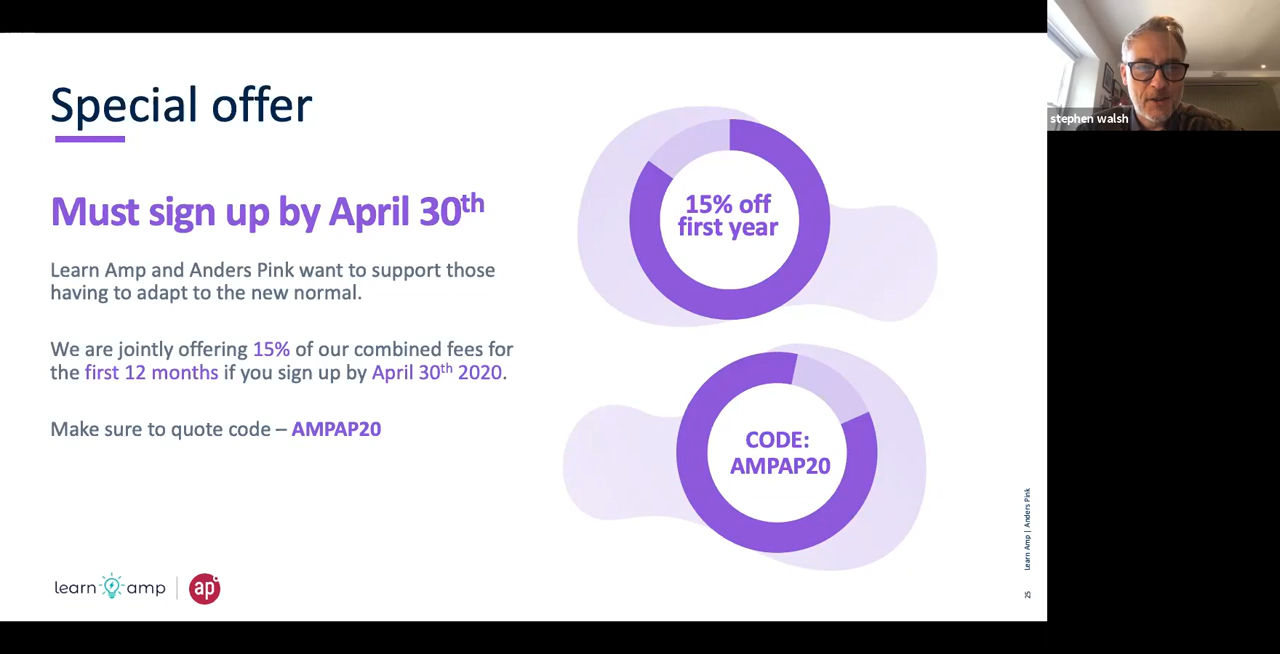 Special offer
Must sign up by April 30th
Learn Amp and Anders Pink want to support those
having to adapt to the new normal.
We are jointly offering 15% of our combined fees for
the first 12 months if you sign up by April 30th 2020.
Make sure to quote code – AMPAP20
15% off
first year
CODE:
AMPAP20
learn amp
ap
Learn Amp | Anders Pink
25
stephen walsh